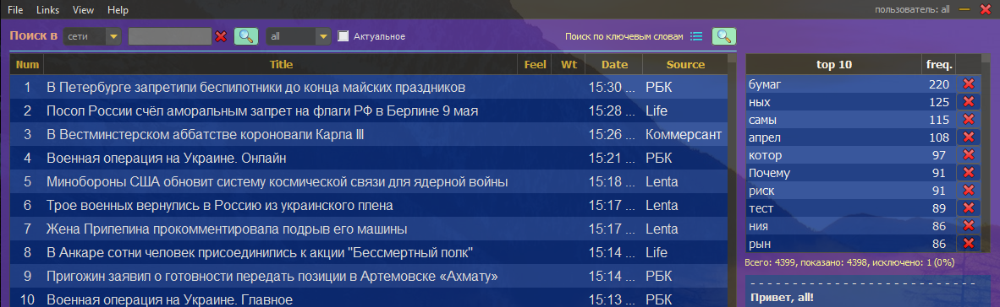 File Links View Help пользователь: all
Поиск в сети all Актуальное Поиск по ключевым словам
Num Title Feel Wt Date Source
1 В Петербурге запретили беспилотники до конца майских праздников 15:30 ... РБК
2 Посол России счёл аморальным запрет на флаги РФ в Берлине 9 мая 15:28 ... Life
3 В Вестминстерском аббатстве короновали Карла III 15:26 ... Коммерсант
4 Военная операция на Украине. Онлайн 15:21 ... РБК
5 Минобороны США обновит систему космической связи для ядерной войны 15:18 ... Lenta
6 Трое военных вернулись в Россию из украинского плена 15:17 ... Lenta
7 Жена Прилепина прокомментировала подрыв его машины 15:17 ... Lenta
8 В Анкаре сотни человек присоединились к акции "Бессмертный полк" 15:14 ... Life
9 Пригожин заявил о готовности передать позиции в Артемовске «Ахмату» 15:14 ... РБК
10 Военная операция на Украине. Главное 15:13 ... РБК
top 10 freq.
бумаг 220
ных 125
самы 115
апрел 108
котор 97
Почему 91
риск 91
тест 89
ния 86
рын 86
Всего: 4399, показано: 4398, исключено: 1 (0%)
- - - - - - - - - - - - - - - - - - - - - - - - - - -
Привет, all!